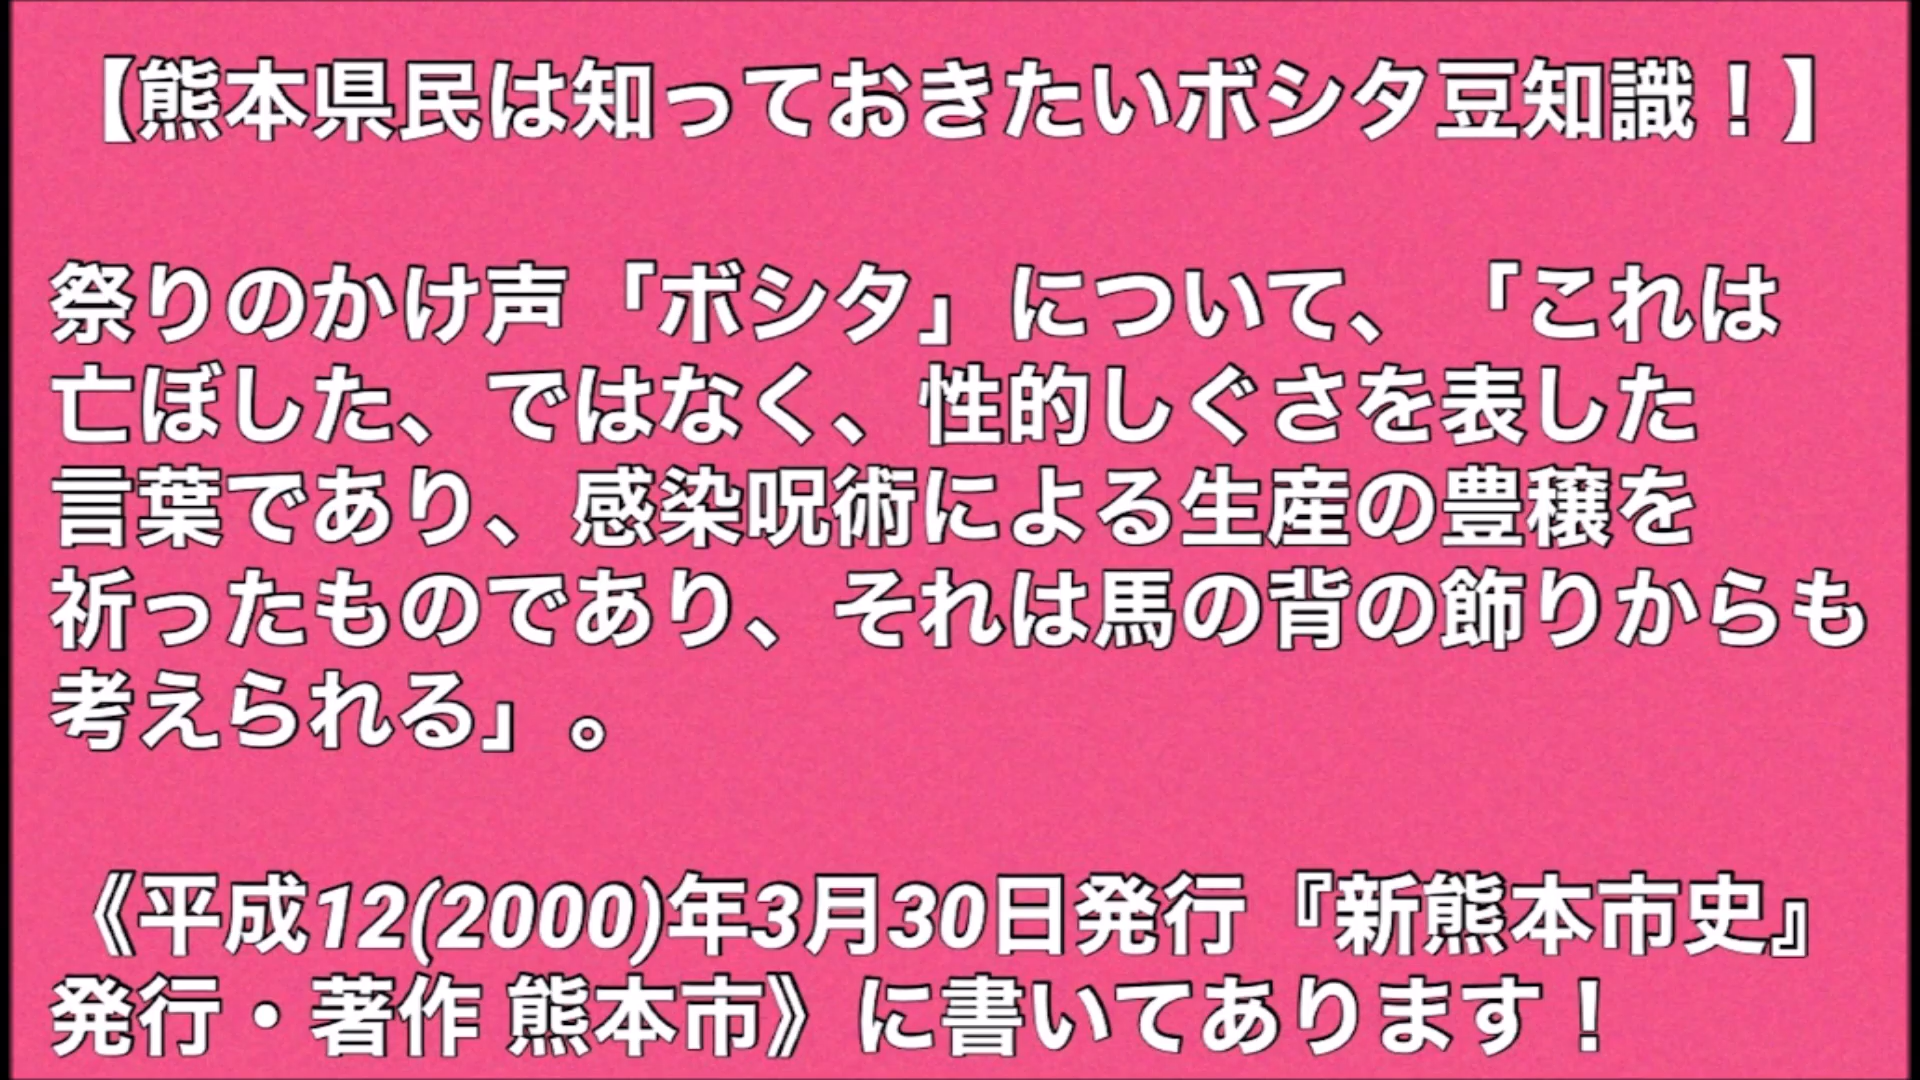 【熊本県民は知っておきたいボシタ豆知識！】
祭りのかけ声「ボシタ」について、「これは
亡ぼした、ではなく、性的しぐさを表した
言葉であり、感染呪術による生産の豊穣を
祈ったものであり、それは馬の背の飾りからも
考えられる」。
《平成12(2000)年3月30日発行『新熊本市史』
発行・著作 熊本市》に書いてあります！